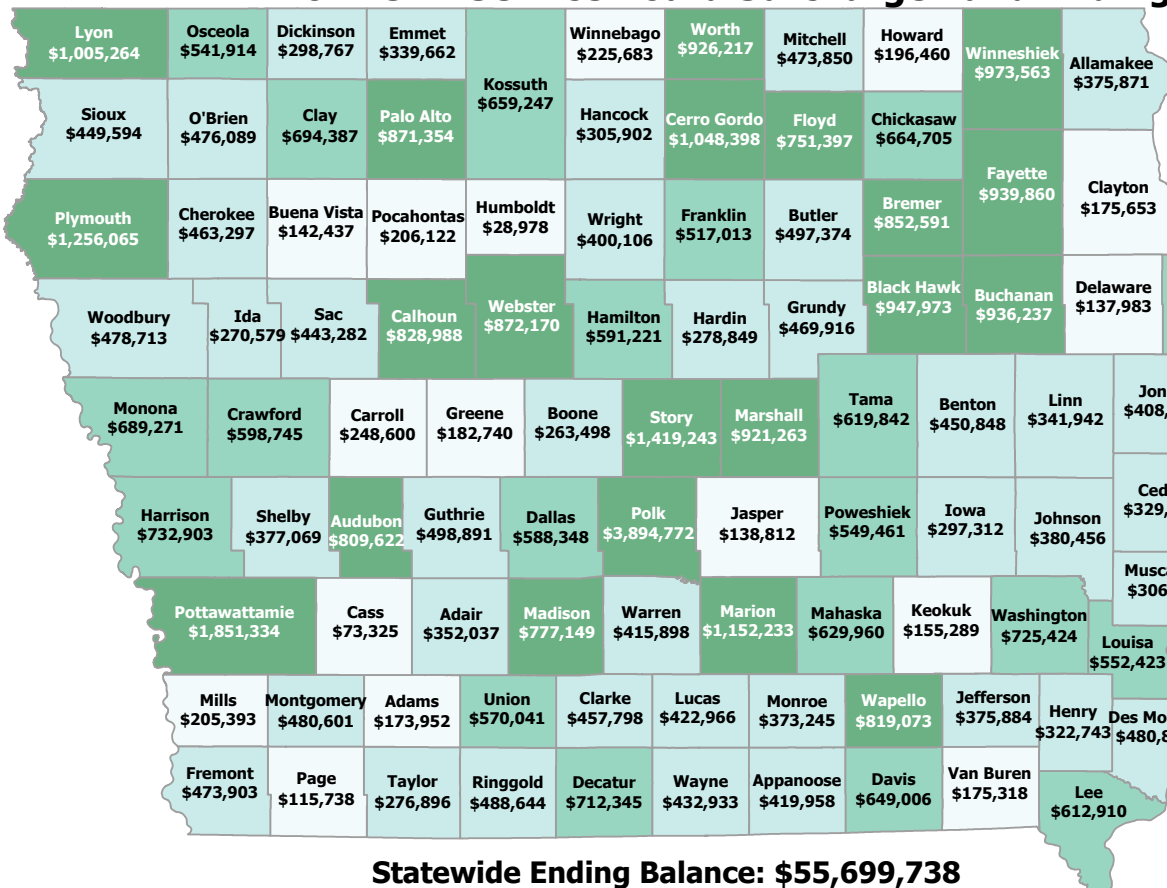 Lyon
$1,005,264
Osceola
$541,914
Dickinson
$298,767
Emmet
$339,662
Kossuth
$659,247
Winnebago
$225,683
Worth
$926,217
Mitchell
$473,850
Howard
$196,460
Winneshiek
$973,563
Allamakee
$375,871
Sioux
$449,594
O'Brien
$476,089
Clay
$694,387
Palo Alto
$871,354
Hancock
$305,902
Cerro Gordo
$1,048,398
Floyd
$751,397
Chickasaw
$664,705
Fayette
$939,860
Clayton
$175,653
Plymouth
$1,256,065
Cherokee
$463,297
Buena Vista
$142,437
Pocahontas
$206,122
Humboldt
$28,978
Wright
$400,106
Franklin
$517,013
Butler
$497,374
Bremer
$852,591
Woodbury
$478,713
Ida
$270,579
Sac
$443,282
Calhoun
$828,988
Webster
$872,170
Hamilton
$591,221
Hardin
$278,849
Grundy
$469,916
Black Hawk
$947,973
Buchanan
$936,237
Delaware
$137,983
Monona
$689,271
Crawford
$598,745
Carroll
$248,600
Greene
$182,740
Boone
$263,498
Story
$1,419,243
Marshall
$921,263
Tama
$619,842
Benton
$450,848
Linn
$341,942
Jon
$408,
Harrison
$732,903
Shelby
$377,069
Audubon
$809,622
Guthrie
$498,891
Dallas
$588,348
Polk
$3,894,772
Jasper
$138,812
Poweshiek
$549,461
Iowa
$297,312
Johnson
$380,456
Ced
$329,
Musca
$306
Pottawattamie
$1,851,334
Cass
$73,325
Adair
$352,037
Madison
$777,149
Warren
$415,898
Marion
$1,152,233
Mahaska
$629,960
Keokuk
$155,289
Washington
$725,424
Louisa
$552,423
Mills
$205,393
Montgomery
$480,601
Adams
$173,952
Union
$570,041
Clarke
$457,798
Lucas
$422,966
Monroe
$373,245
Wapello
$819,073
Jefferson
$375,884
Henry
$322,743
Des Mo
$480,8
Fremont
$473,903
Page
$115,738
Taylor
$276,896
Ringgold
$488,644
Decatur
$712,345
Wayne
$432,933
Appanoose
$419,958
Davis
$649,006
Van Buren
$175,318
Lee
$612,910
Statewide Ending Balance: $55,699,738